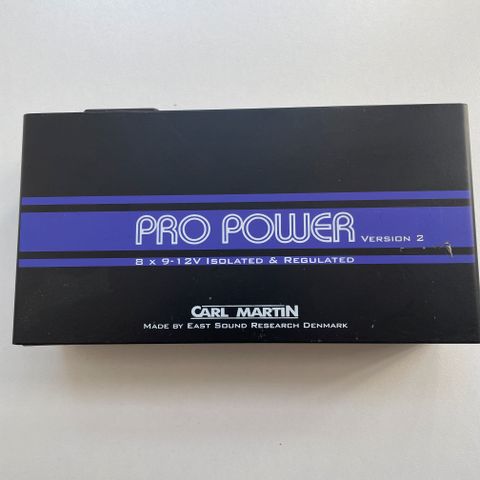 PRO POWER VERSION 2
8 x 9-12V ISOLATED & REGULATED
CARL MARTIN
MADE BY EAST SOUND RESEARCH DENMARK